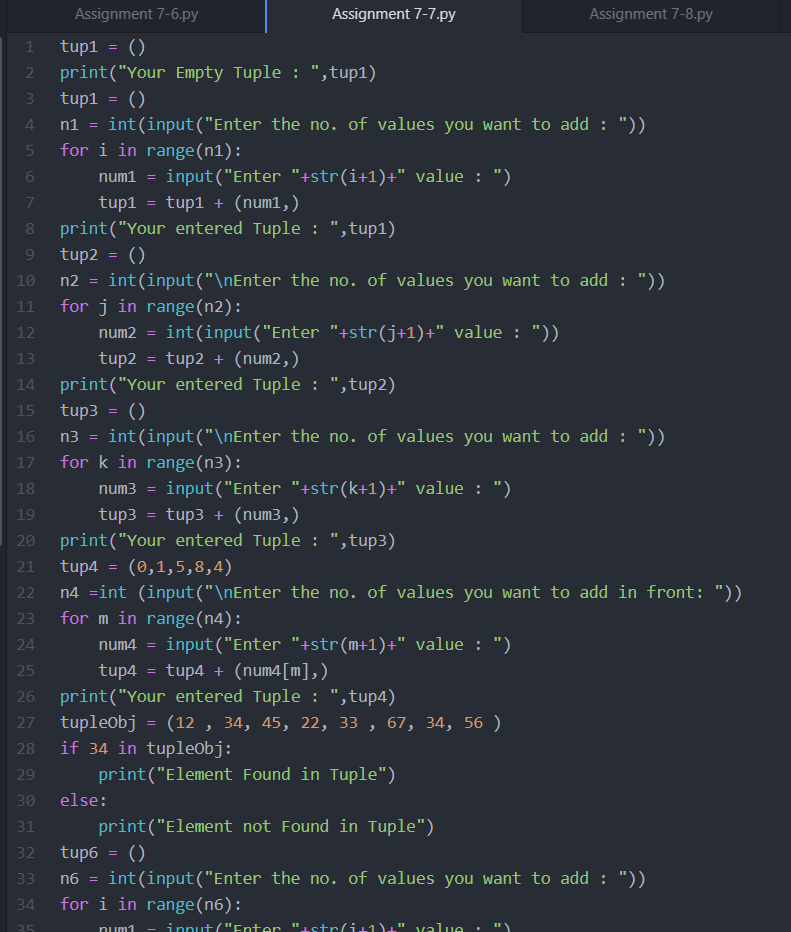 Assignment 7-6.py
Assignment 7-7.py
Assignment 7-8.py
1 tup1 = ()
2 print("Your Empty Tuple : ",tup1)
3 tup1 = ()
4 n1 = int(input("Enter the no. of values you want to add : "))
5 for i in range(n1):
6     num1 = input("Enter "+str(i+1)+" value : ")
7     tup1 = tup1 + (num1,)
8 print("Your entered Tuple : ",tup1)
9 tup2 = ()
10 n2 = int(input("\nEnter the no. of values you want to add : "))
11 for j in range(n2):
12     num2 = int(input("Enter "+str(j+1)+" value : "))
13     tup2 = tup2 + (num2,)
14 print("Your entered Tuple : ",tup2)
15 tup3 = ()
16 n3 = int(input("\nEnter the no. of values you want to add : "))
17 for k in range(n3):
18     num3 = input("Enter "+str(k+1)+" value : ")
19     tup3 = tup3 + (num3,)
20 print("Your entered Tuple : ",tup3)
21 tup4 = (0,1,5,8,4)
22 n4 =int (input("\nEnter the no. of values you want to add in front: "))
23 for m in range(n4):
24     num4 = input("Enter "+str(m+1)+" value : ")
25     tup4 = tup4 + (num4[m],)
26 print("Your entered Tuple : ",tup4)
27 tupleObj = (12 , 34, 45, 22, 33 , 67, 34, 56 )
28 if 34 in tupleObj:
29     print("Element Found in Tuple")
30 else:
31     print("Element not Found in Tuple")
32 tup6 = ()
33 n6 = int(input("Enter the no. of values you want to add : "))
34 for i in range(n6):
35     num1 = input("Enter "+str(i+1)+" value : ")